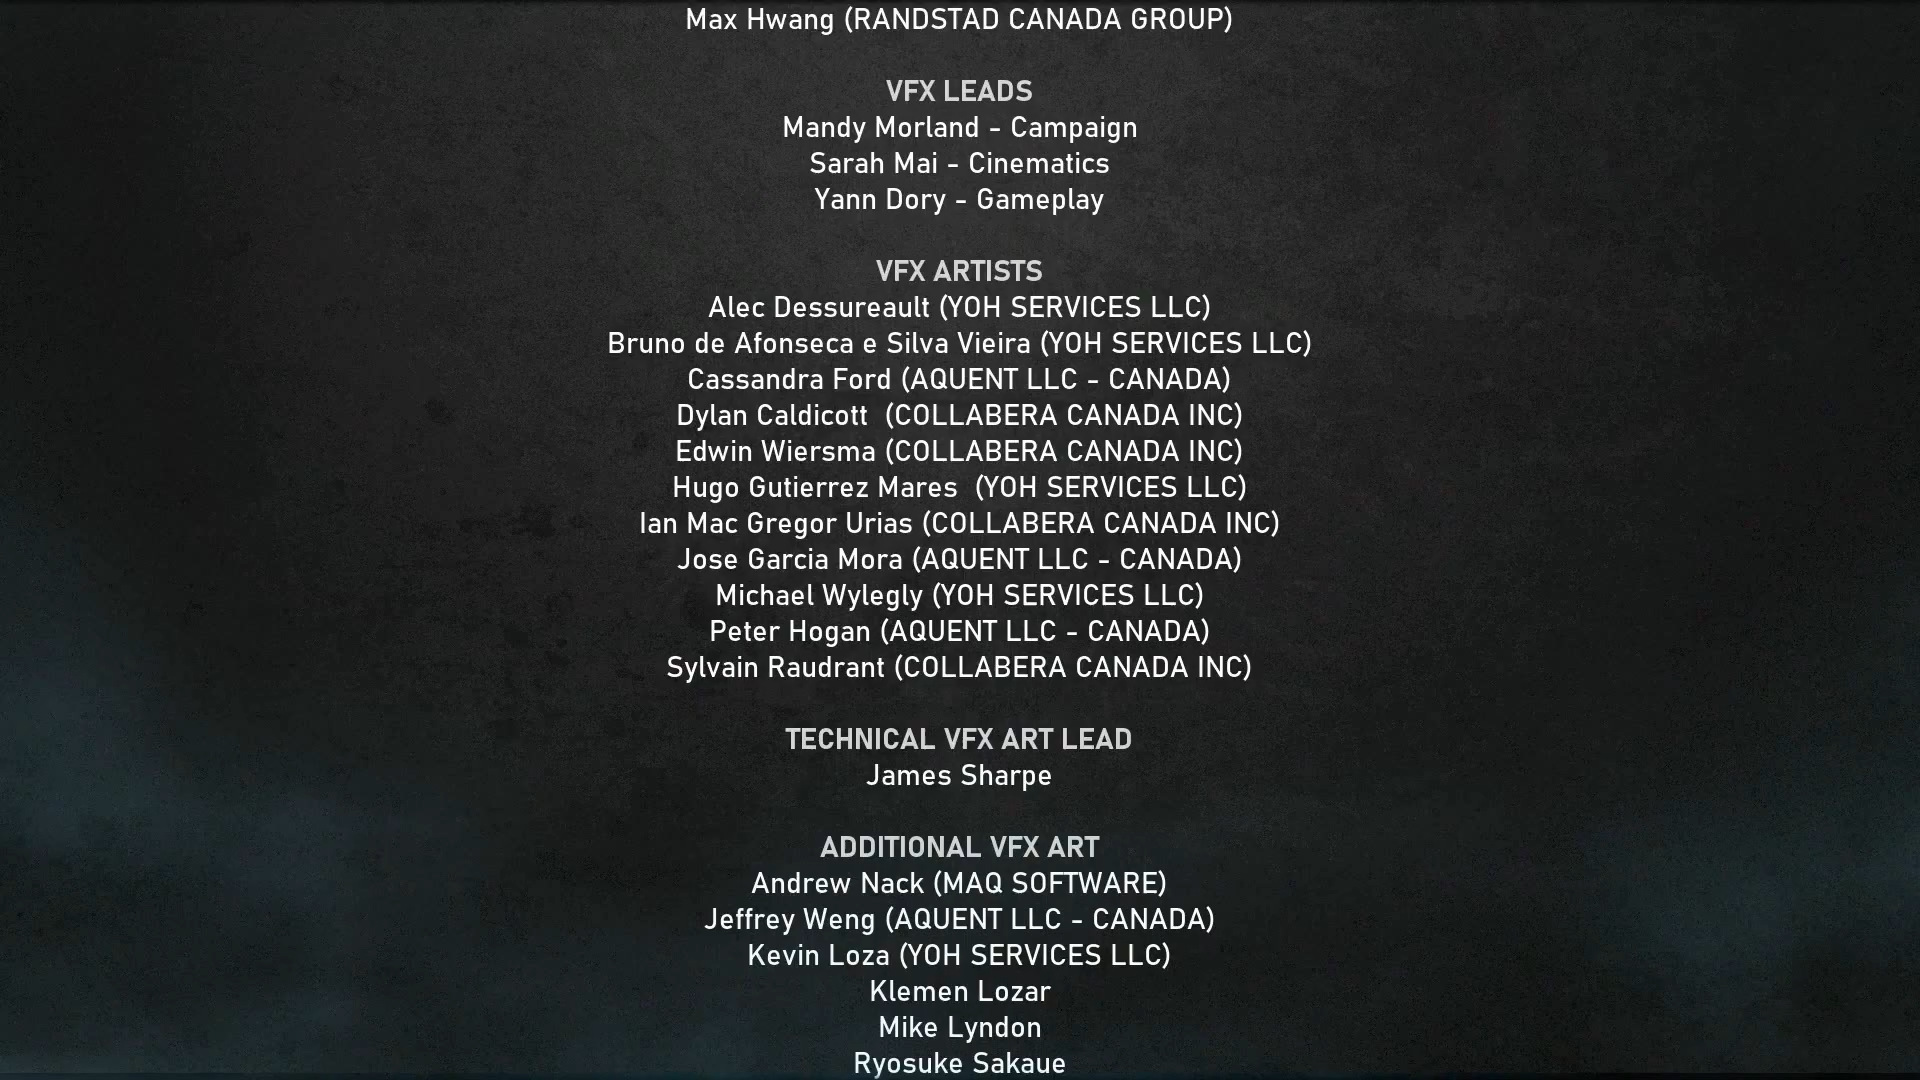 Max Hwang (RANDSTAD CANADA GROUP)
VFX LEADS
Mandy Morland - Campaign
Sarah Mai - Cinematics
Yann Dory - Gameplay
VFX ARTISTS
Alec Dessureault (YOH SERVICES LLC)
Bruno de Afonseca e Silva Vieira (YOH SERVICES LLC)
Cassandra Ford (AQUENT LLC - CANADA)
Dylan Caldicott  (COLLABERA CANADA INC)
Edwin Wiersma (COLLABERA CANADA INC)
Hugo Gutierrez Mares  (YOH SERVICES LLC)
Ian Mac Gregor Urias (COLLABERA CANADA INC)
Jose Garcia Mora (AQUENT LLC - CANADA)
Michael Wylegly (YOH SERVICES LLC)
Peter Hogan (AQUENT LLC - CANADA)
Sylvain Raudrant (COLLABERA CANADA INC)
TECHNICAL VFX ART LEAD
James Sharpe
ADDITIONAL VFX ART
Andrew Nack (MAQ SOFTWARE)
Jeffrey Weng (AQUENT LLC - CANADA)
Kevin Loza (YOH SERVICES LLC)
Klemen Lozar
Mike Lyndon
Ryosuke Sakaue